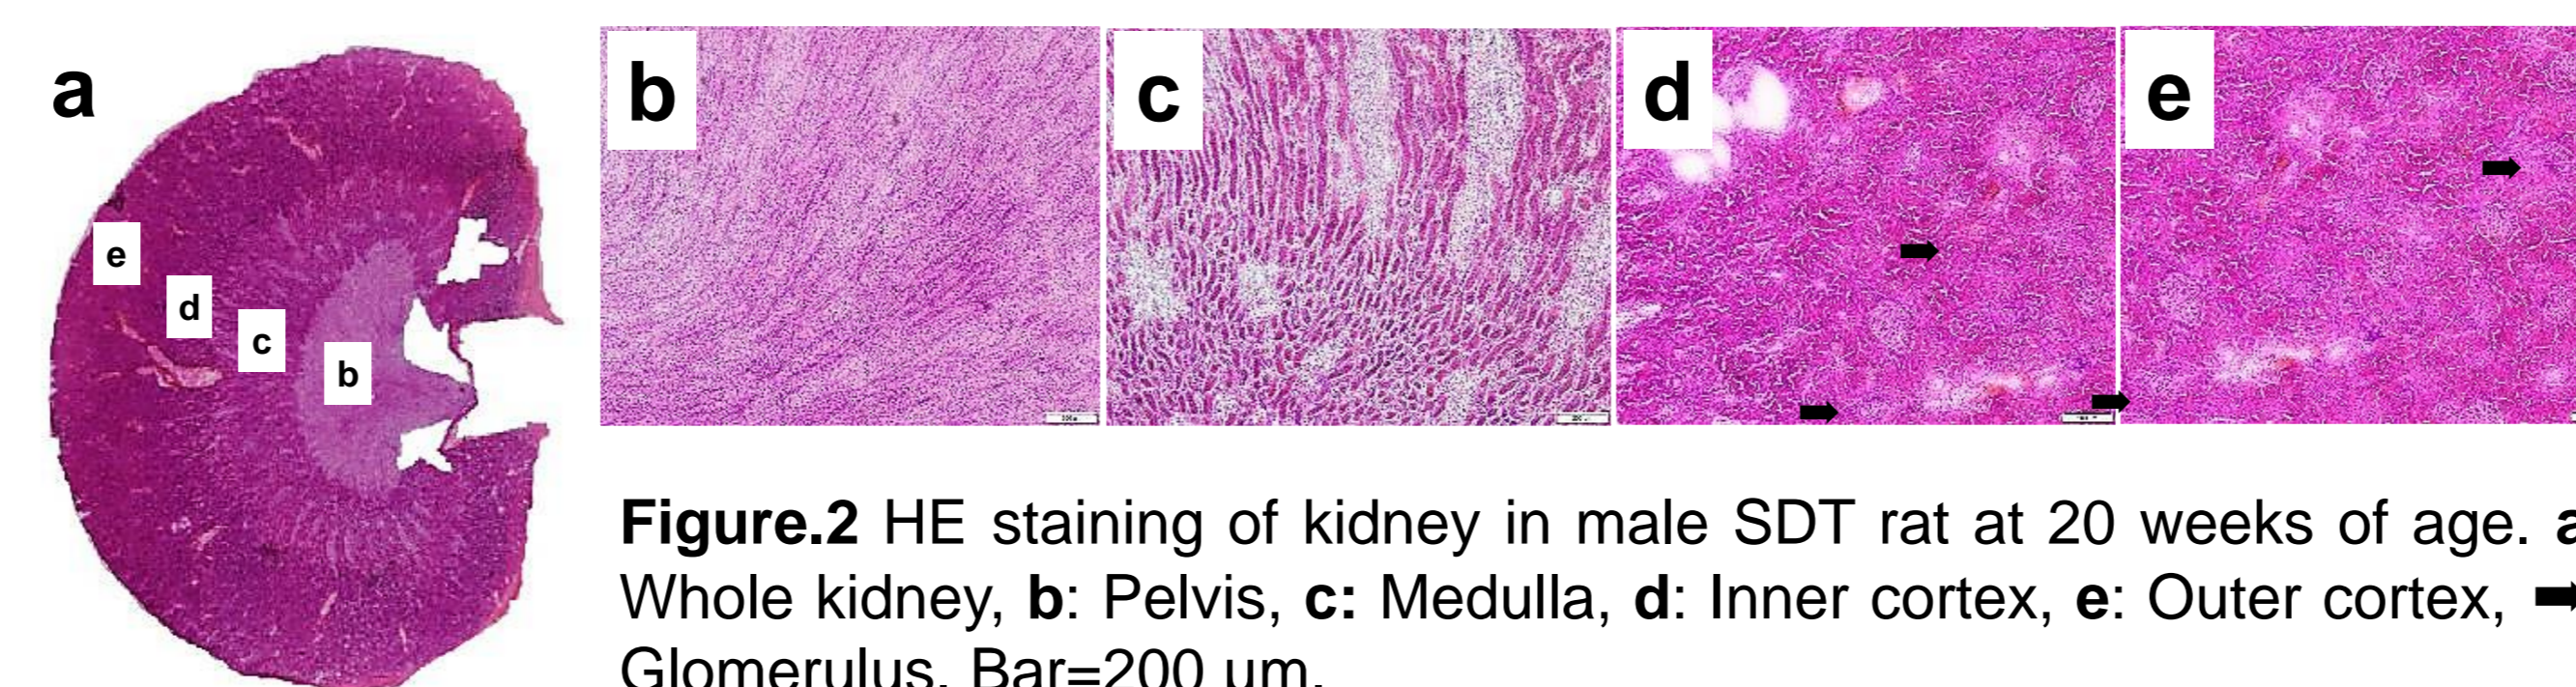 a
b
c
d
e
e
d
c
b
Figure.2 HE staining of kidney in male SDT rat at 20 weeks of age. a
Whole kidney, b: Pelvis, c: Medulla, d: Inner cortex, e: Outer cortex, ➡
Glomerulus. Bar=200 μm.